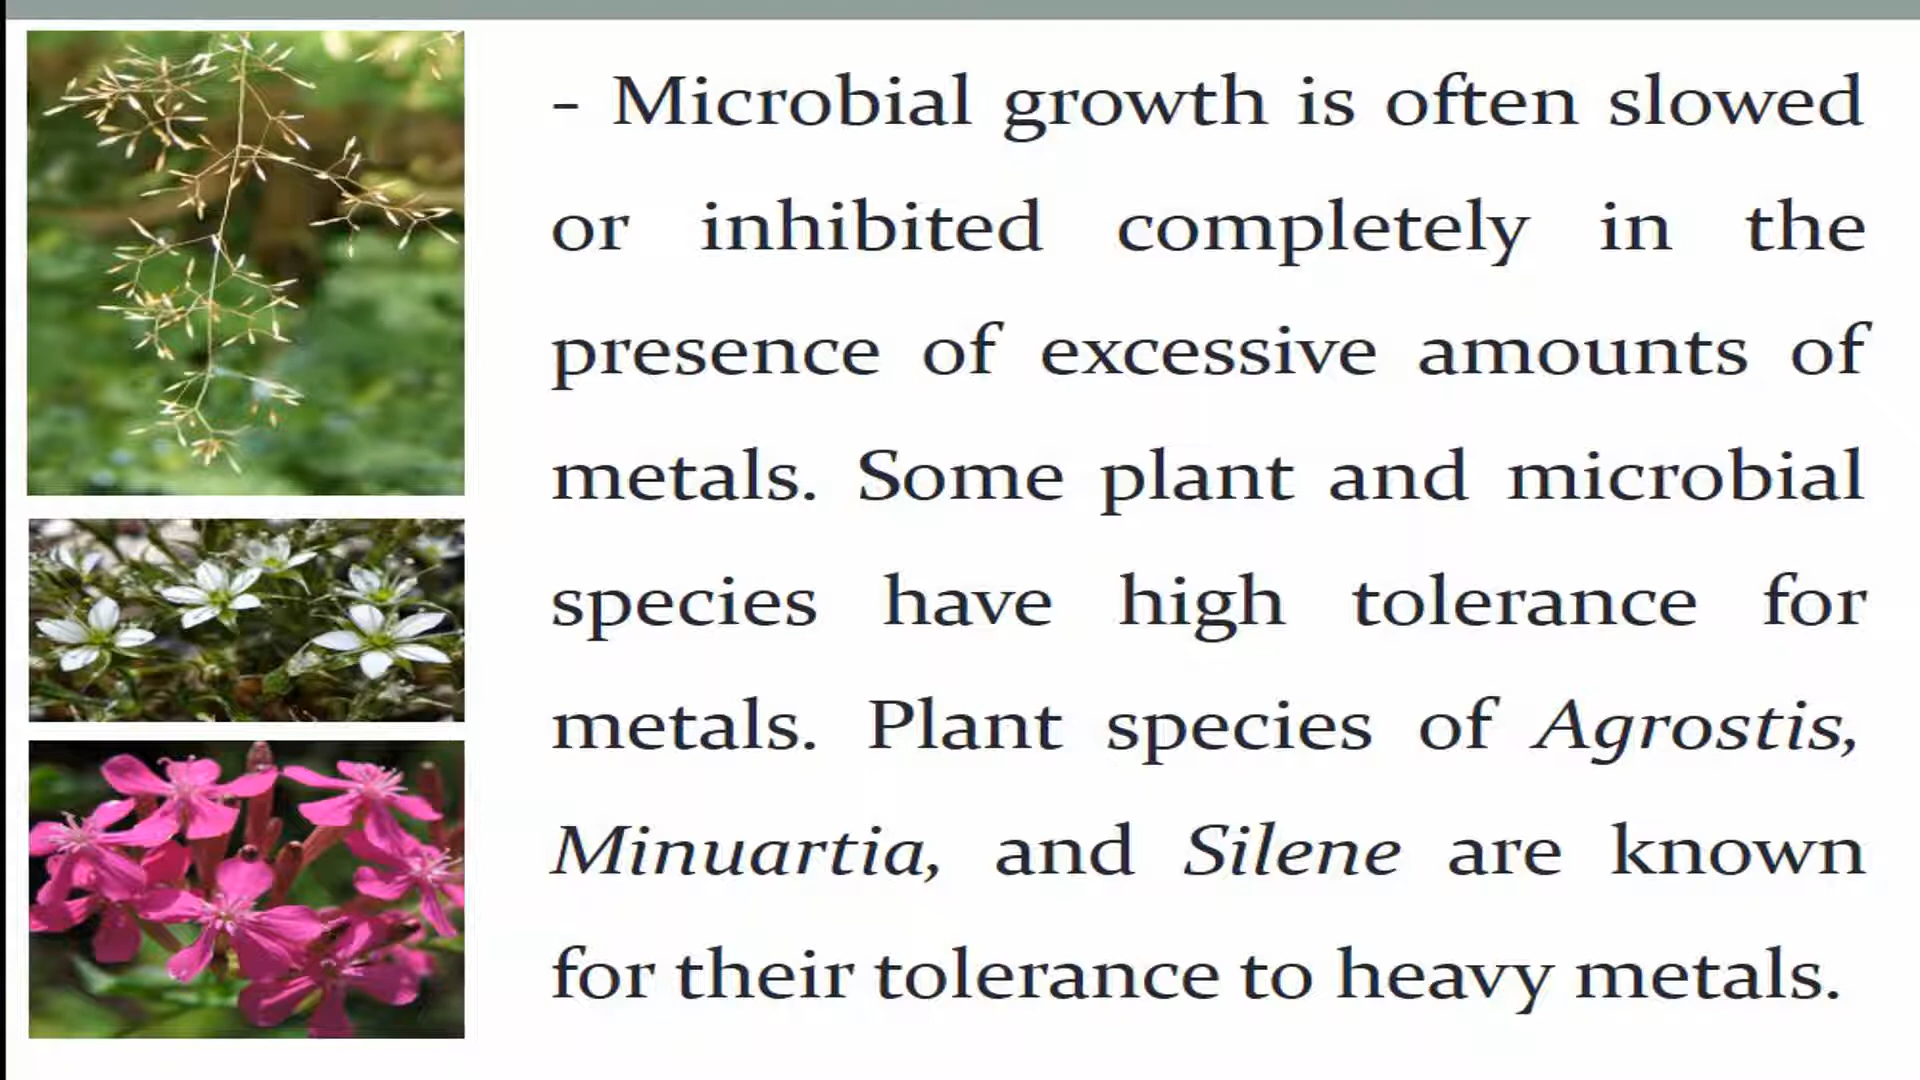 - Microbial growth is often slowed
or inhibited completely in the
presence of excessive amounts of
metals. Some plant and microbial
species have high tolerance for
metals. Plant species of Agrostis,
Minuartia, and Silene are known
for their tolerance to heavy metals.